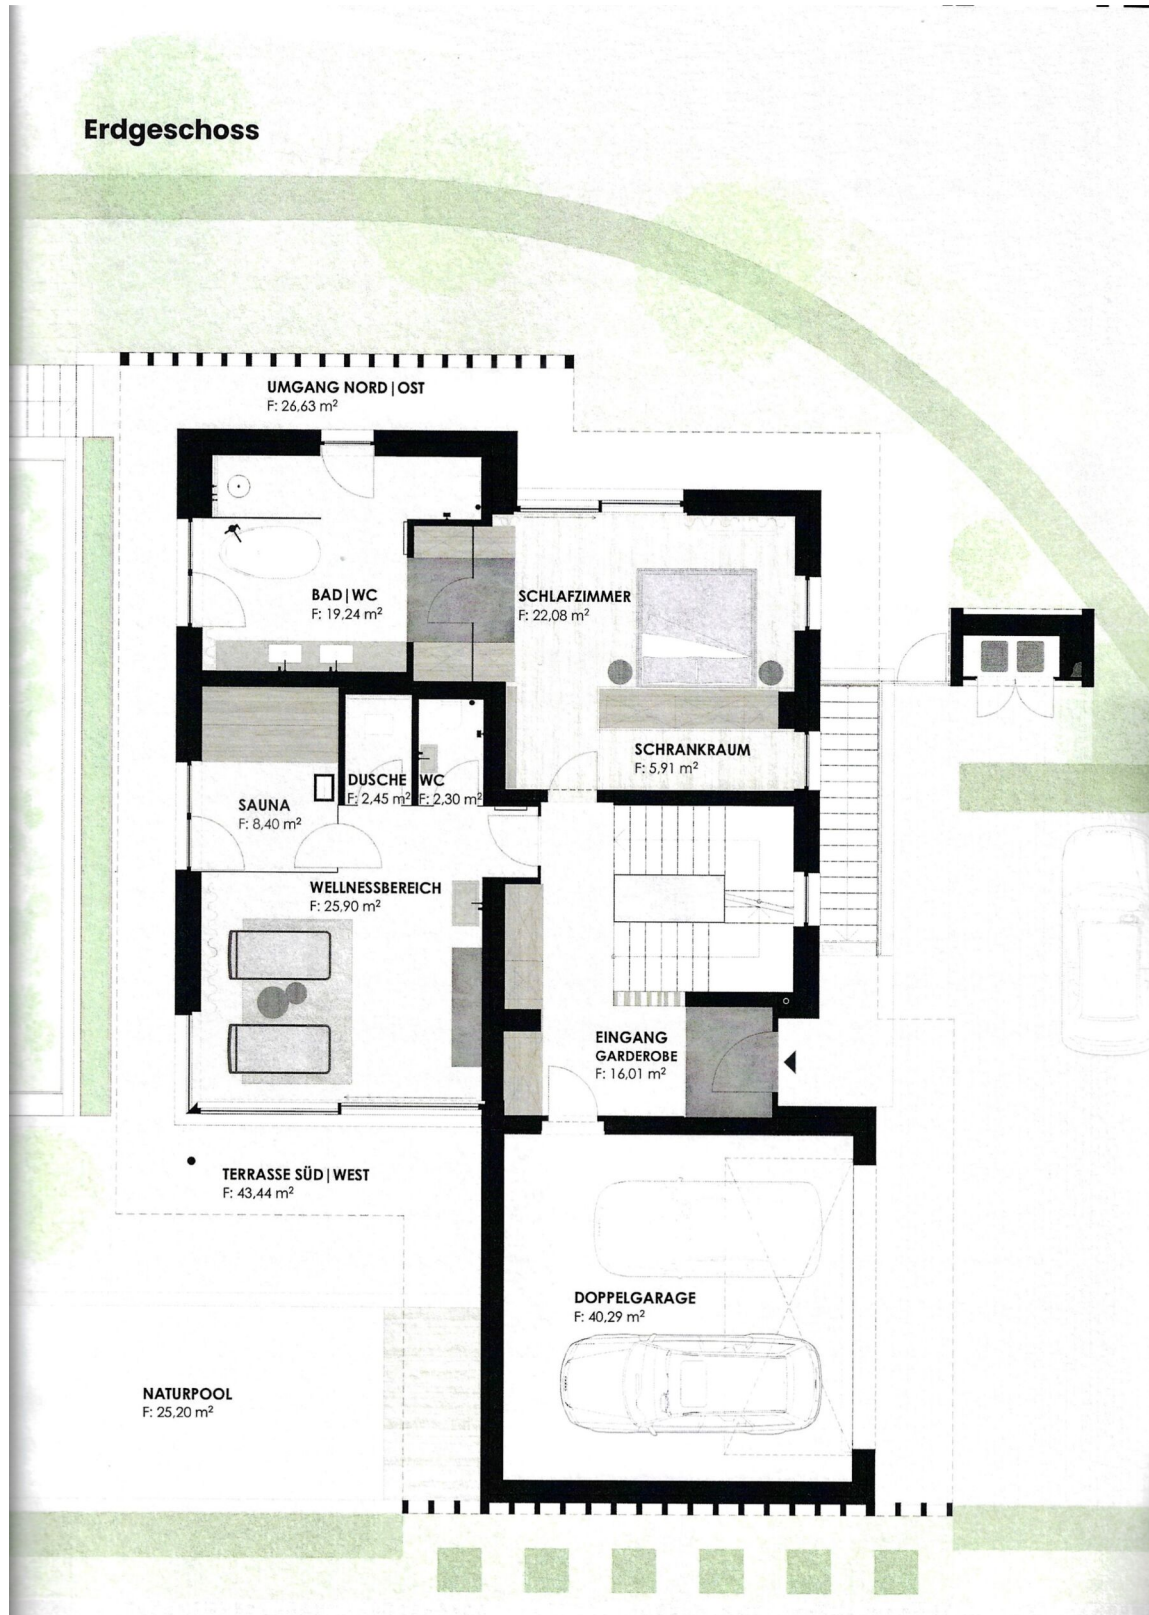 Erdgeschoss
UMGANG NORD|OST
F: 26,63 m²
BAD|WC
F: 19,24 m²
SCHLAFZIMMER
F: 22,08 m²
SCHRANKRAUM
F: 5,91 m²
DUSCHE
F: 2,45 m²
WC
F: 2,30 m²
SAUNA
F: 8,40 m²
WELLNESSBEREICH
F: 25,90 m²
EINGANG
GARDEROBE
F: 16,01 m²
TERRASSE SÜD|WEST
F: 43,44 m²
DOPPELGARAGE
F: 40,29 m²
NATURPOOL
F: 25,20 m²